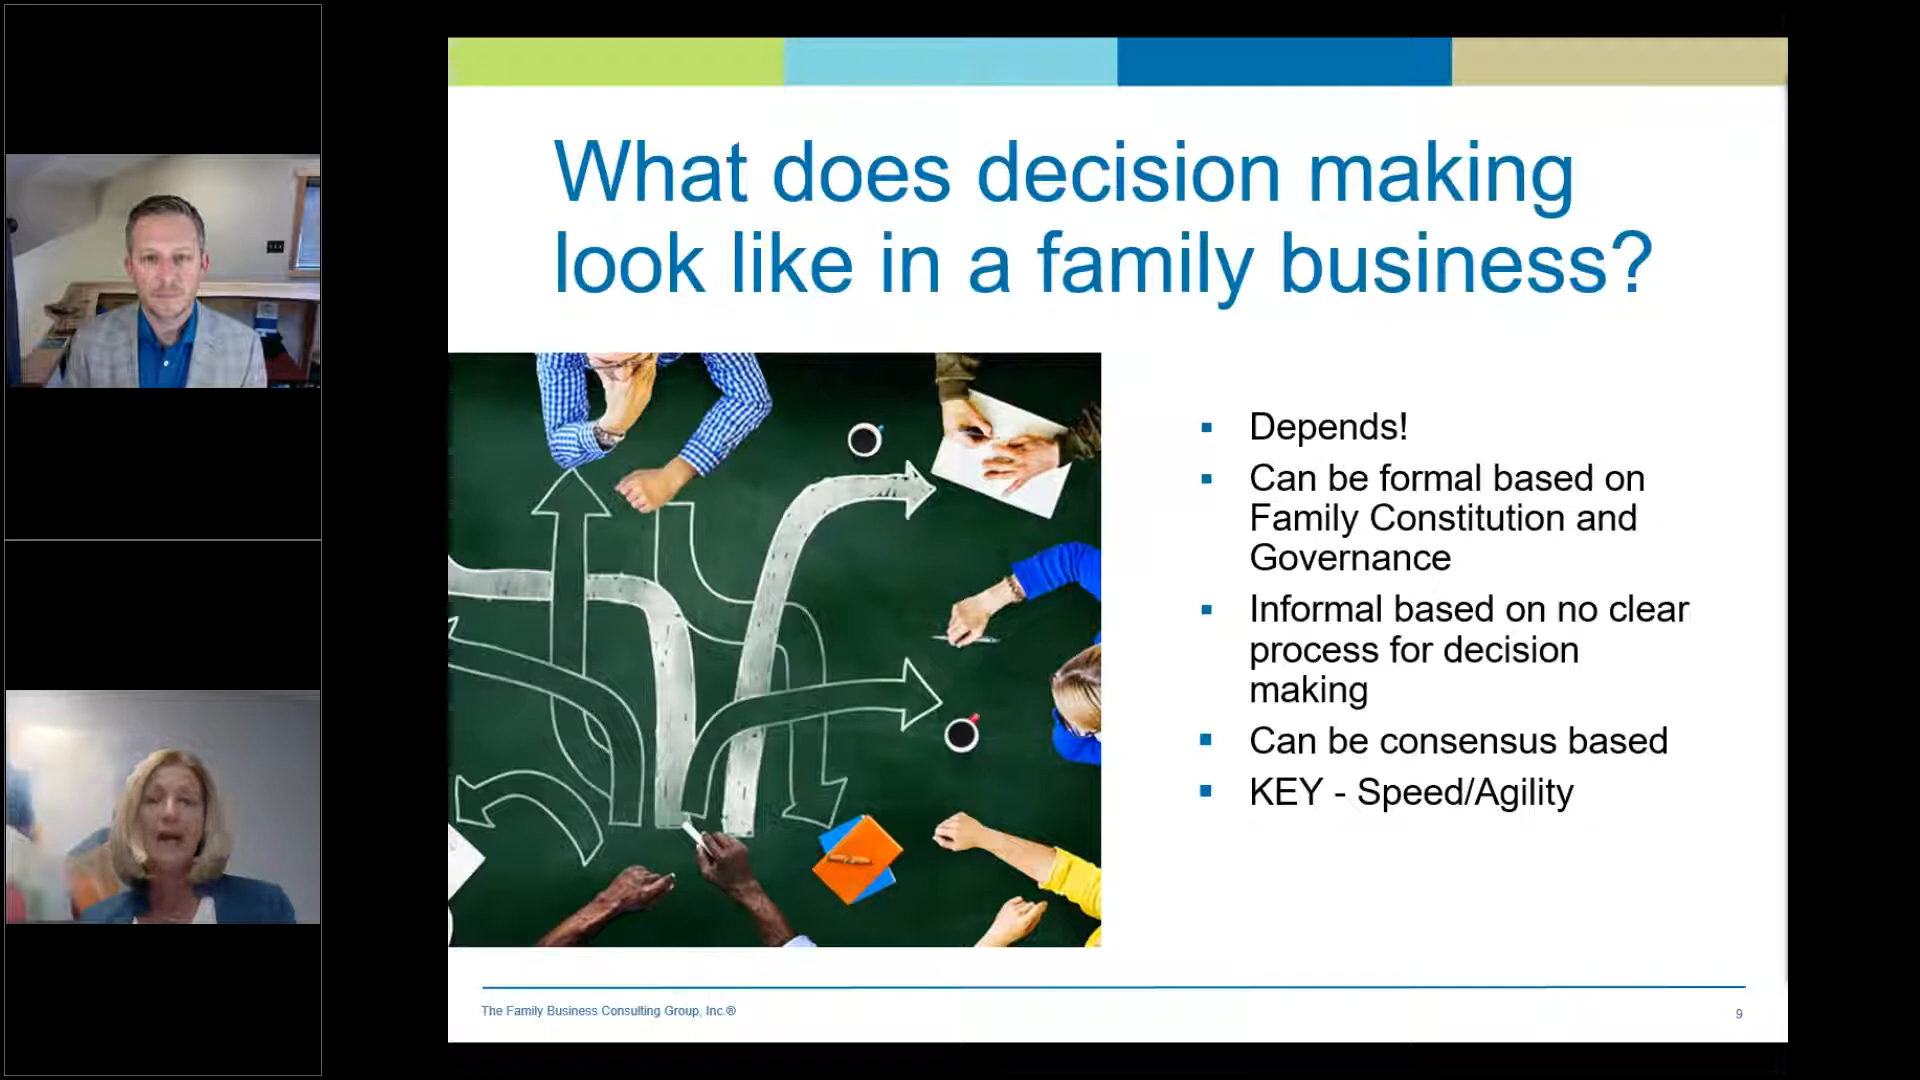 What does decision making
look like in a family business?
Depends!
Can be formal based on
Family Constitution and
Governance
Informal based on no clear
process for decision
making
Can be consensus based
KEY - Speed/Agility
The Family Business Consulting Group, Inc.®
9